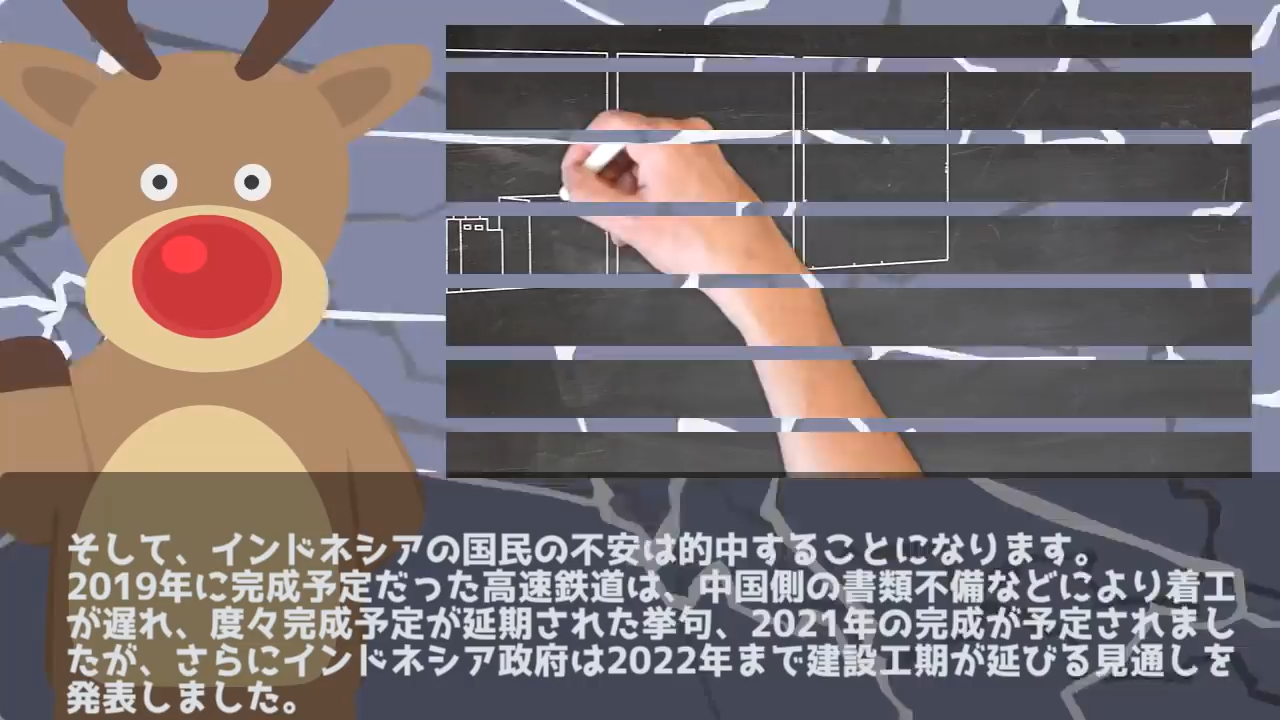 そして、インドネシアの国民の不安は的中することになります。
2019年に完成予定だった高速鉄道は、中国側の書類不備などにより着工
が遅れ、度々完成予定が延期された挙句、2021年の完成が予定されまし
たが、さらにインドネシア政府は2022年まで建設工期が延びる見通しを
発表しました。